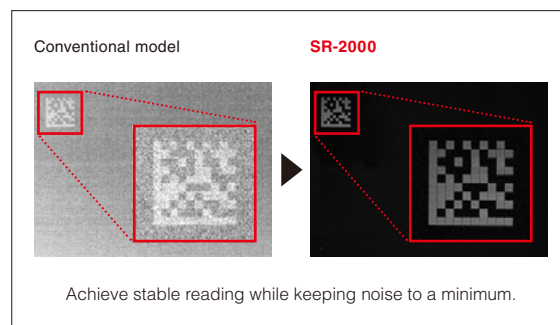 Conventional model
SR-2000
Achieve stable reading while keeping noise to a minimum.